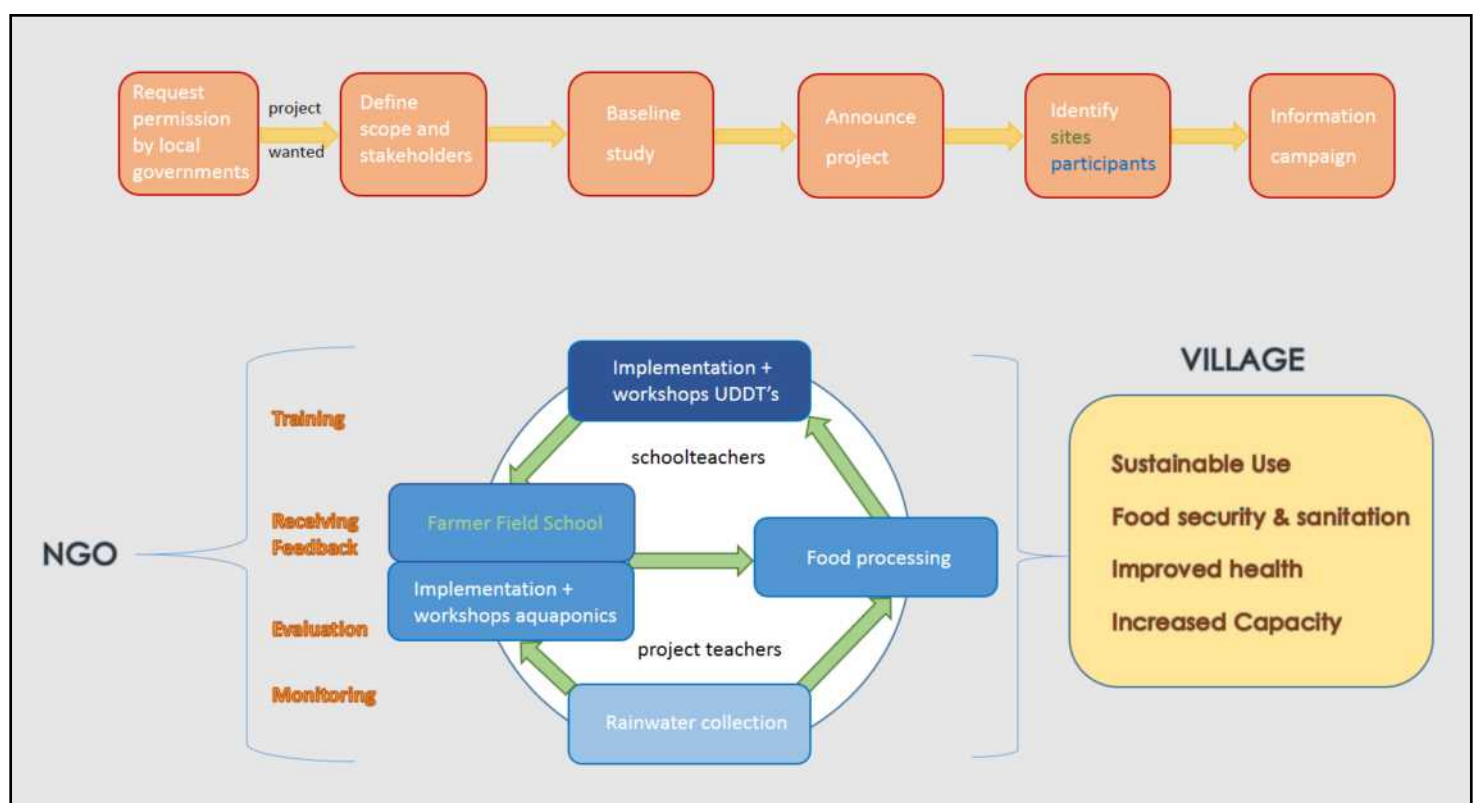 Request
permission
by local
governments
project
wanted
Define
scope and
stakeholders
Baseline
study
Announce
project
Identify
sites
participants
Information
campaign
NGO
Training
Receiving
Feedback
Evaluation
Monitoring
Implementation +
workshops UDDT's
schoolteachers
Farmer Field School
Implementation +
workshops aquaponics
Food processing
project teachers
Rainwater collection
VILLAGE
Sustainable Use
Food security & sanitation
Improved health
Increased Capacity